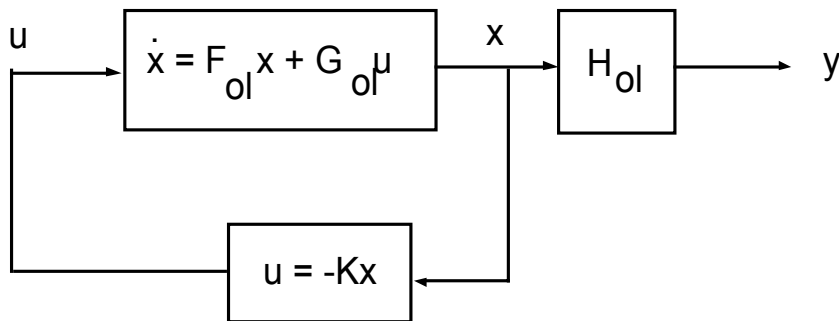 u
ẋ = F_ol x + G_ol u
x
H_ol
y
u = -Kx